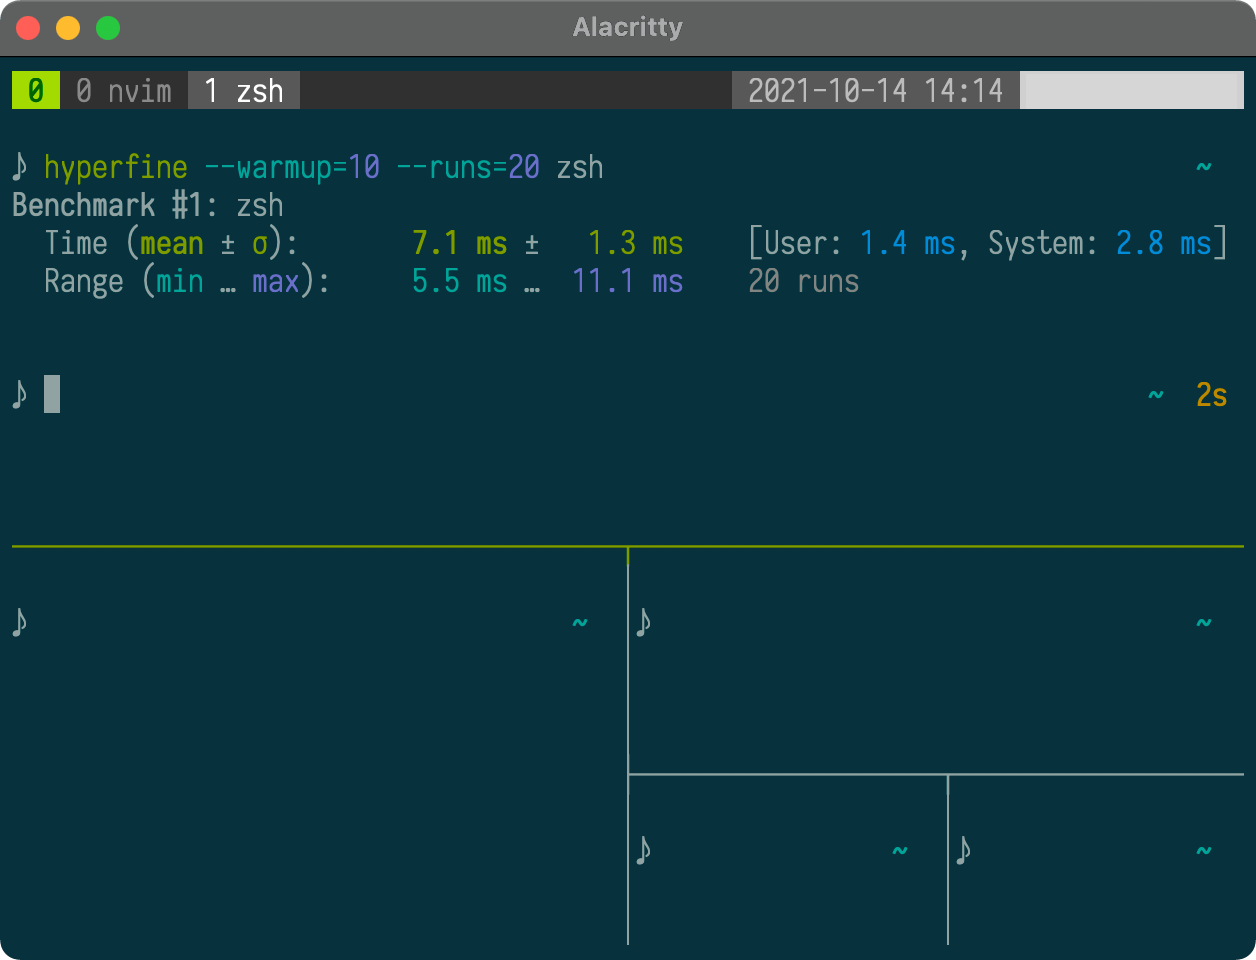 Alacritty
0 0 nvim 1 zsh 2021-10-14 14:14
♪ hyperfine --warmup=10 --runs=20 zsh ~
Benchmark #1: zsh
Time (mean ± σ): 7.1 ms ± 1.3 ms [User: 1.4 ms, System: 2.8 ms]
Range (min … max): 5.5 ms … 11.1 ms 20 runs
♪ ~ 2s
♪ ~
♪ ~
♪ ~
♪ ~